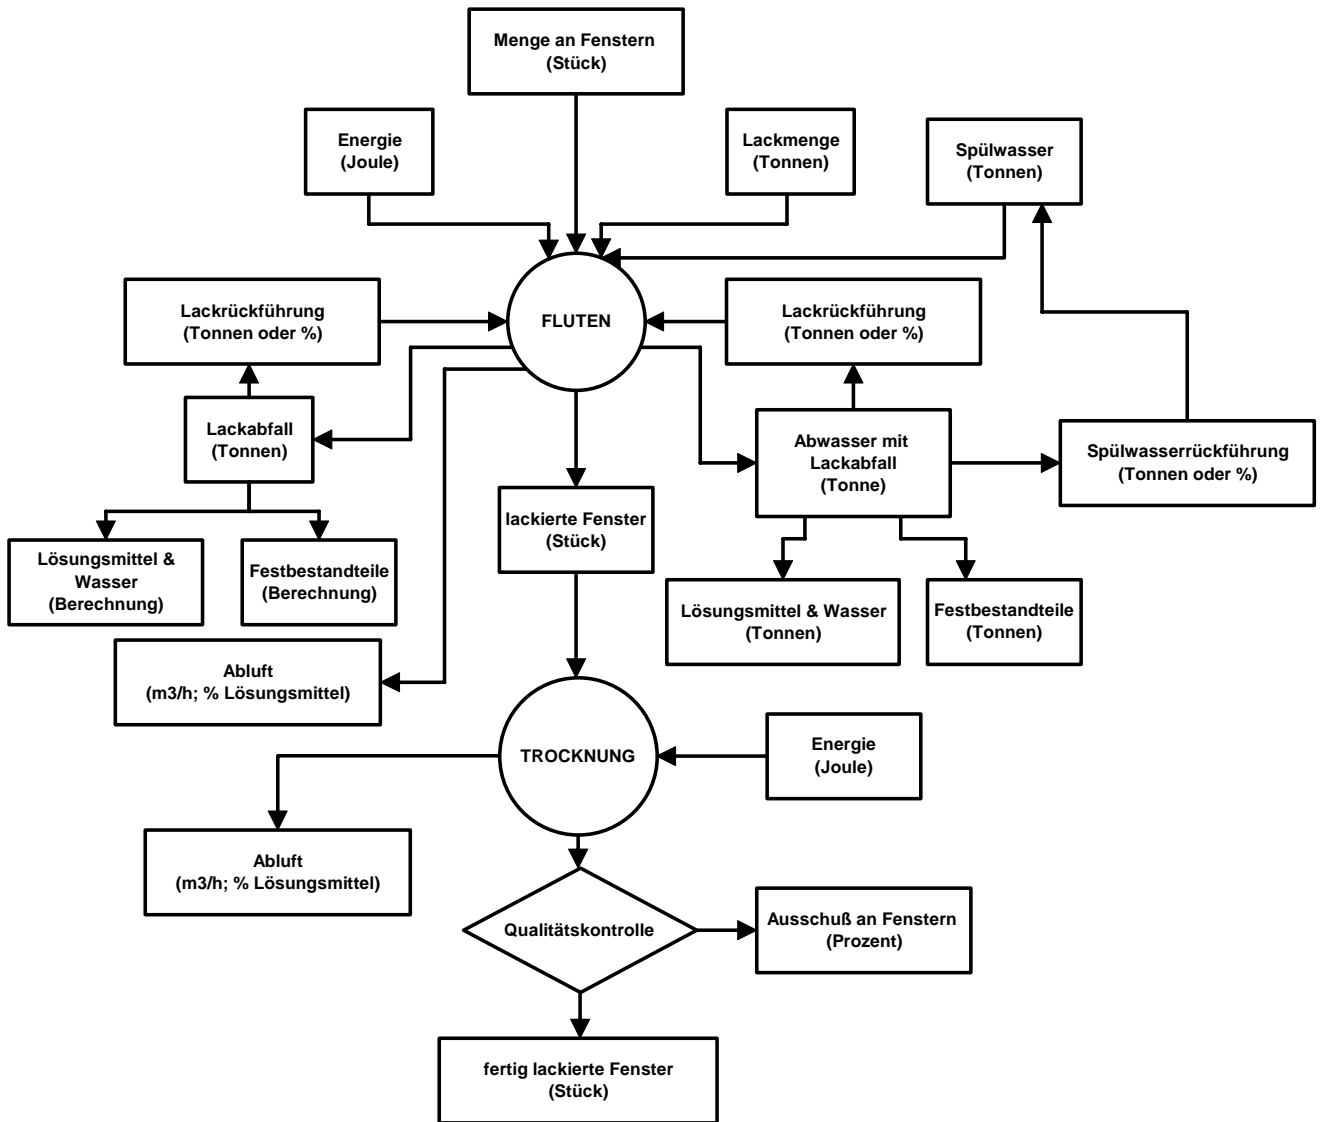 Menge an Fenstern
(Stück)
Energie
(Joule)
Lackmenge
(Tonnen)
Spülwasser
(Tonnen)
Lackrückführung
(Tonnen oder %)
FLUTEN
Lackrückführung
(Tonnen oder %)
Lackabfall
(Tonnen)
Abwasser mit
Lackabfall
(Tonne)
Spülwasserrückführung
(Tonnen oder %)
lackierte Fenster
(Stück)
Lösungsmittel &
Wasser
(Berechnung)
Festbestandteile
(Berechnung)
Lösungsmittel & Wasser
(Tonnen)
Festbestandteile
(Tonnen)
Abluft
(m3/h; % Lösungsmittel)
TROCKNUNG
Energie
(Joule)
Abluft
(m3/h; % Lösungsmittel)
Qualitätskontrolle
Ausschuß an Fenstern
(Prozent)
fertig lackierte Fenster
(Stück)